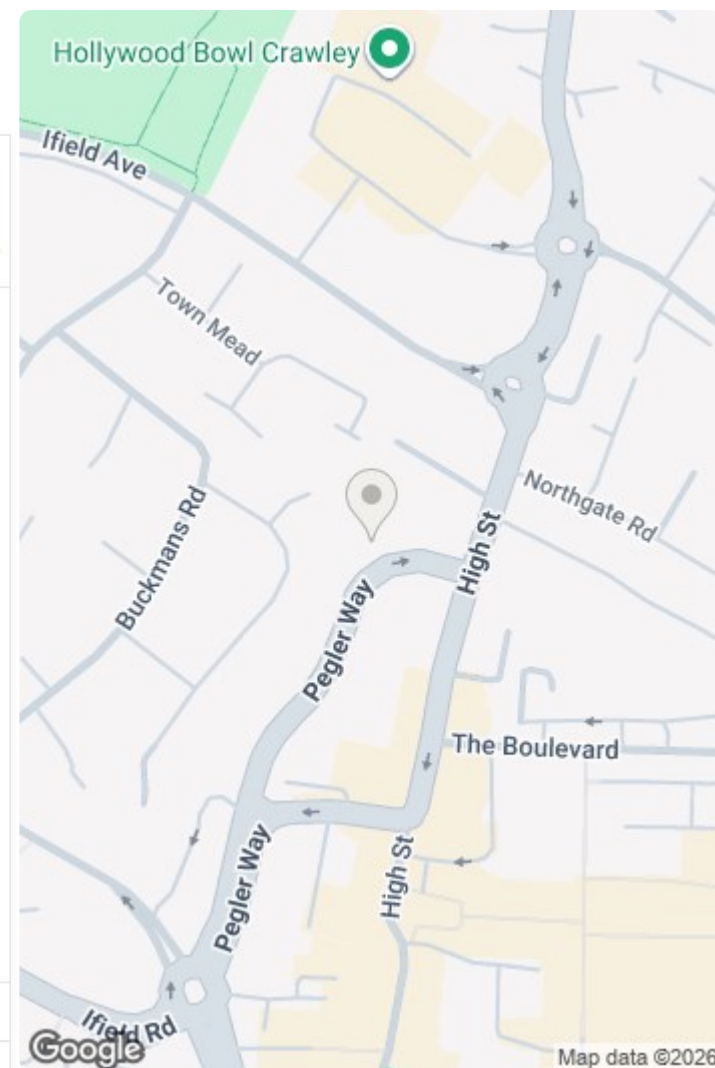 Hollywood Bowl Crawley
Ifield Ave
Town Mead
Northgate Rd
High St
Buckmans Rd
Pegler Way
The Boulevard
High St
Pegler Way
Ifield Rd
Google
Map data ©2026